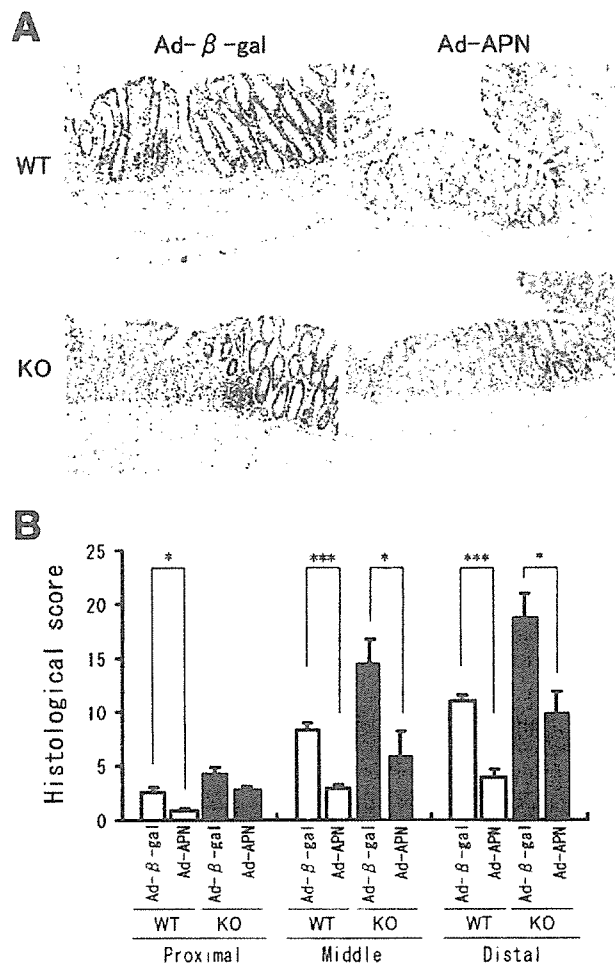 A
Ad-β-gal Ad-APN
WT
KO
B
Histological score
25
20
15
10
5
0
* *** * *** *
Ad-β-gal Ad-APN Ad-β-gal Ad-APN Ad-β-gal Ad-APN Ad-β-gal Ad-APN Ad-β-gal Ad-APN Ad-β-gal Ad-APN
WT KO WT KO WT KO
Proximal Middle Distal